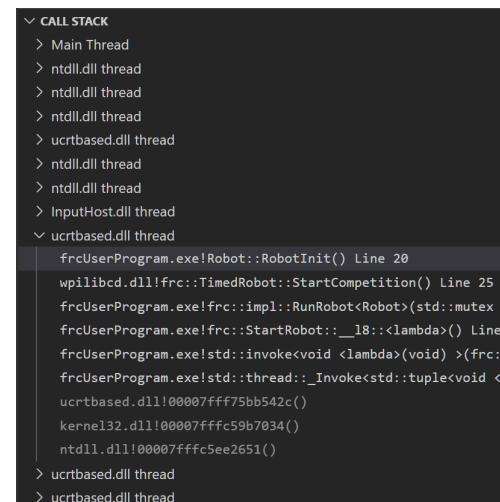 CALL STACK
Main Thread
ntdll.dll thread
ntdll.dll thread
ntdll.dll thread
ucrtbased.dll thread
ntdll.dll thread
ntdll.dll thread
InputHost.dll thread
ucrtbased.dll thread
frcUserProgram.exe!Robot::RobotInit() Line 20
wpilibcd.dll!frc::TimedRobot::StartCompetition() Line 25
frcUserProgram.exe!frc::impl::RunRobot<Robot>(std::mutex
frcUserProgram.exe!frc::StartRobot::__l8::<lambda>() Line
frcUserProgram.exe!std::invoke<void <lambda>(void) >(frc:
frcUserProgram.exe!std::thread::_Invoke<std::tuple<void <
ucrtbased.dll!00007fff75bb542c()
kernel32.dll!00007fffc59b7034()
ntdll.dll!00007fffc5ee2651()
ucrtbased.dll thread
ucrtbased.dll thread